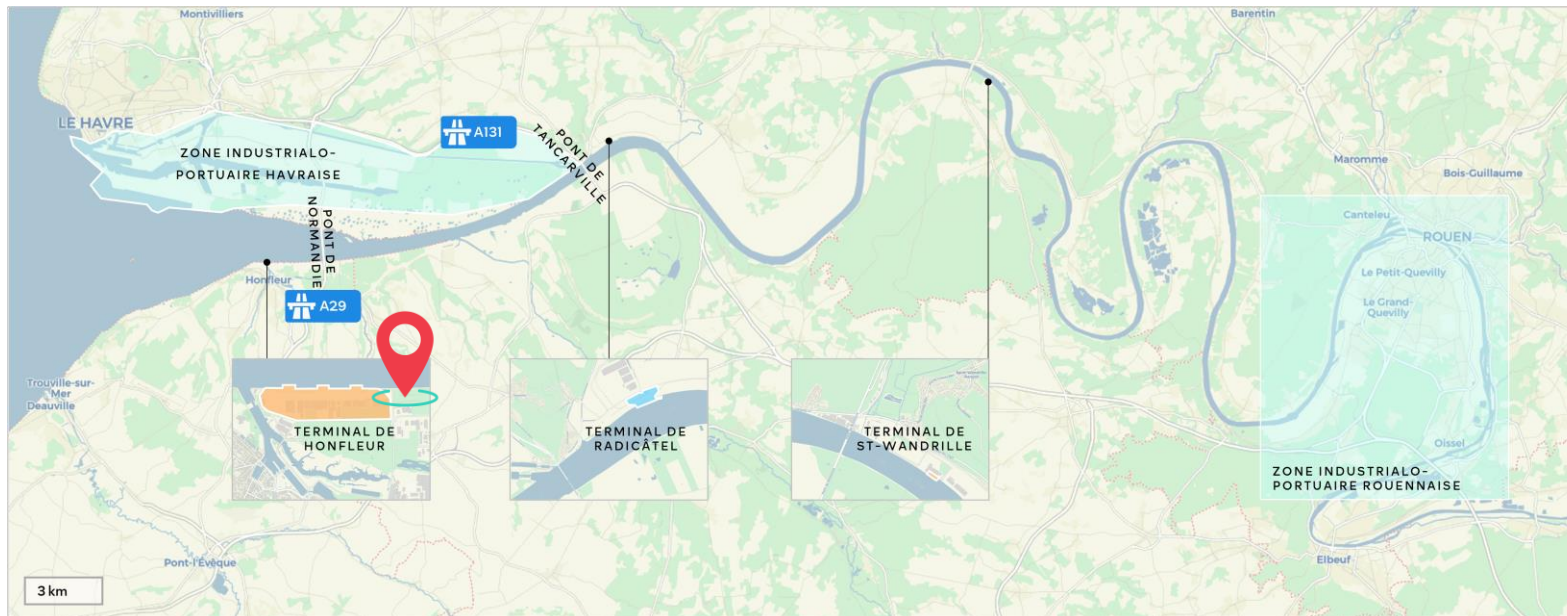 Montivilliers
Barentin
LE HAVRE
A131
PONT DE
TANCARVILLE
ZONE INDUSTRIALO-
PORTUAIRE HAVRAISE
Maromme
Bois-Guillaume
PONT DE
NORMANDIE
Canteleu
ROUEN
Honfleur
Le Petit-Quevilly
A29
Le Grand-
Quevilly
Trouville-sur-
Mer
Deauville
TERMINAL DE
HONFLEUR
TERMINAL DE
RADICÂTEL
TERMINAL DE
ST-WANDRILLE
Oissel
ZONE INDUSTRIALO-
PORTUAIRE ROUENNAISE
Pont-l'Évêque
Elbeuf
3 km